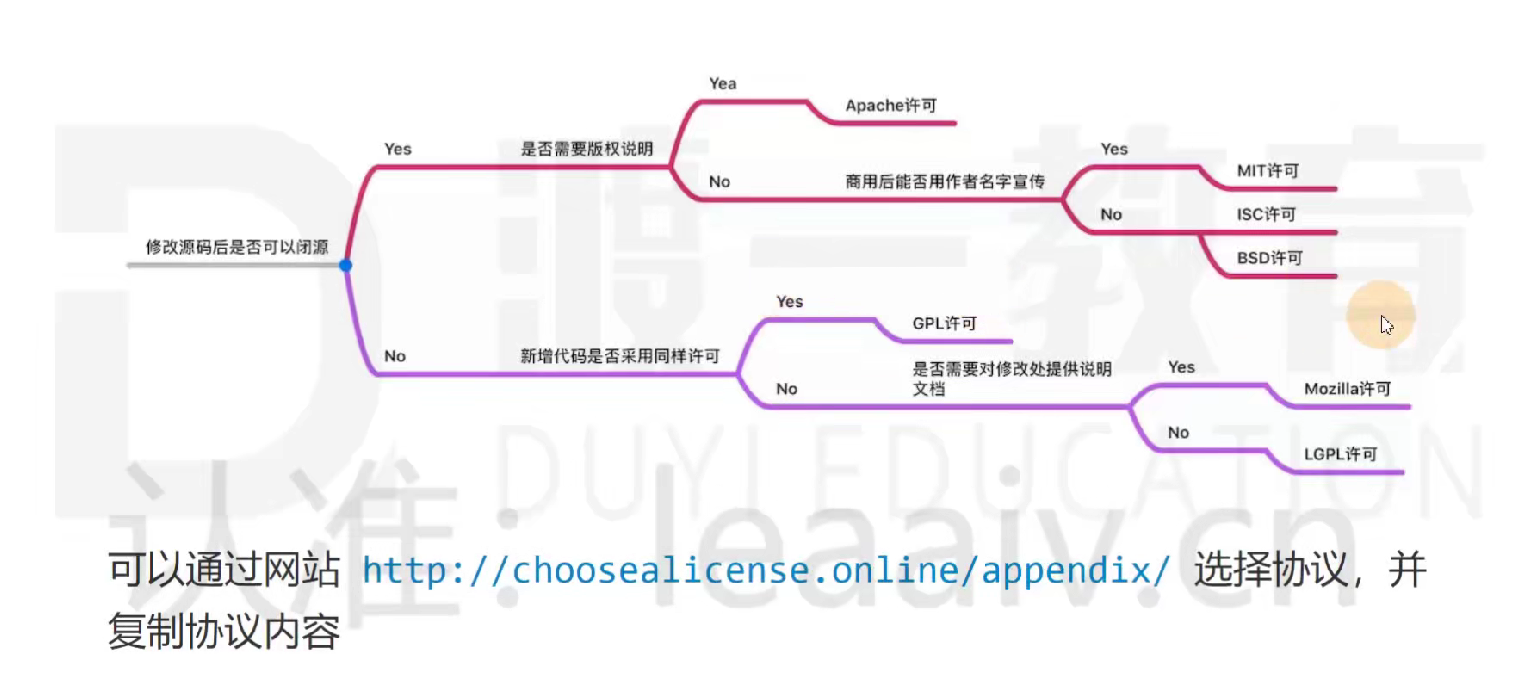 Yea
Apache许可
Yes
是否需要版权说明
No
商用后能否用作者名字宣传
Yes
MIT许可
No
ISC许可
BSD许可
修改源码后是否可以闭源
Yes
GPL许可
No
新增代码是否采用同样许可
No
是否需要对修改处提供说明
文档
Yes
Mozilla许可
No
LGPL许可
渡一教育
DUYI EDUCATION
认准：leaaiv.cn
可以通过网站 http://choosealicense.online/appendix/ 选择协议，并
复制协议内容